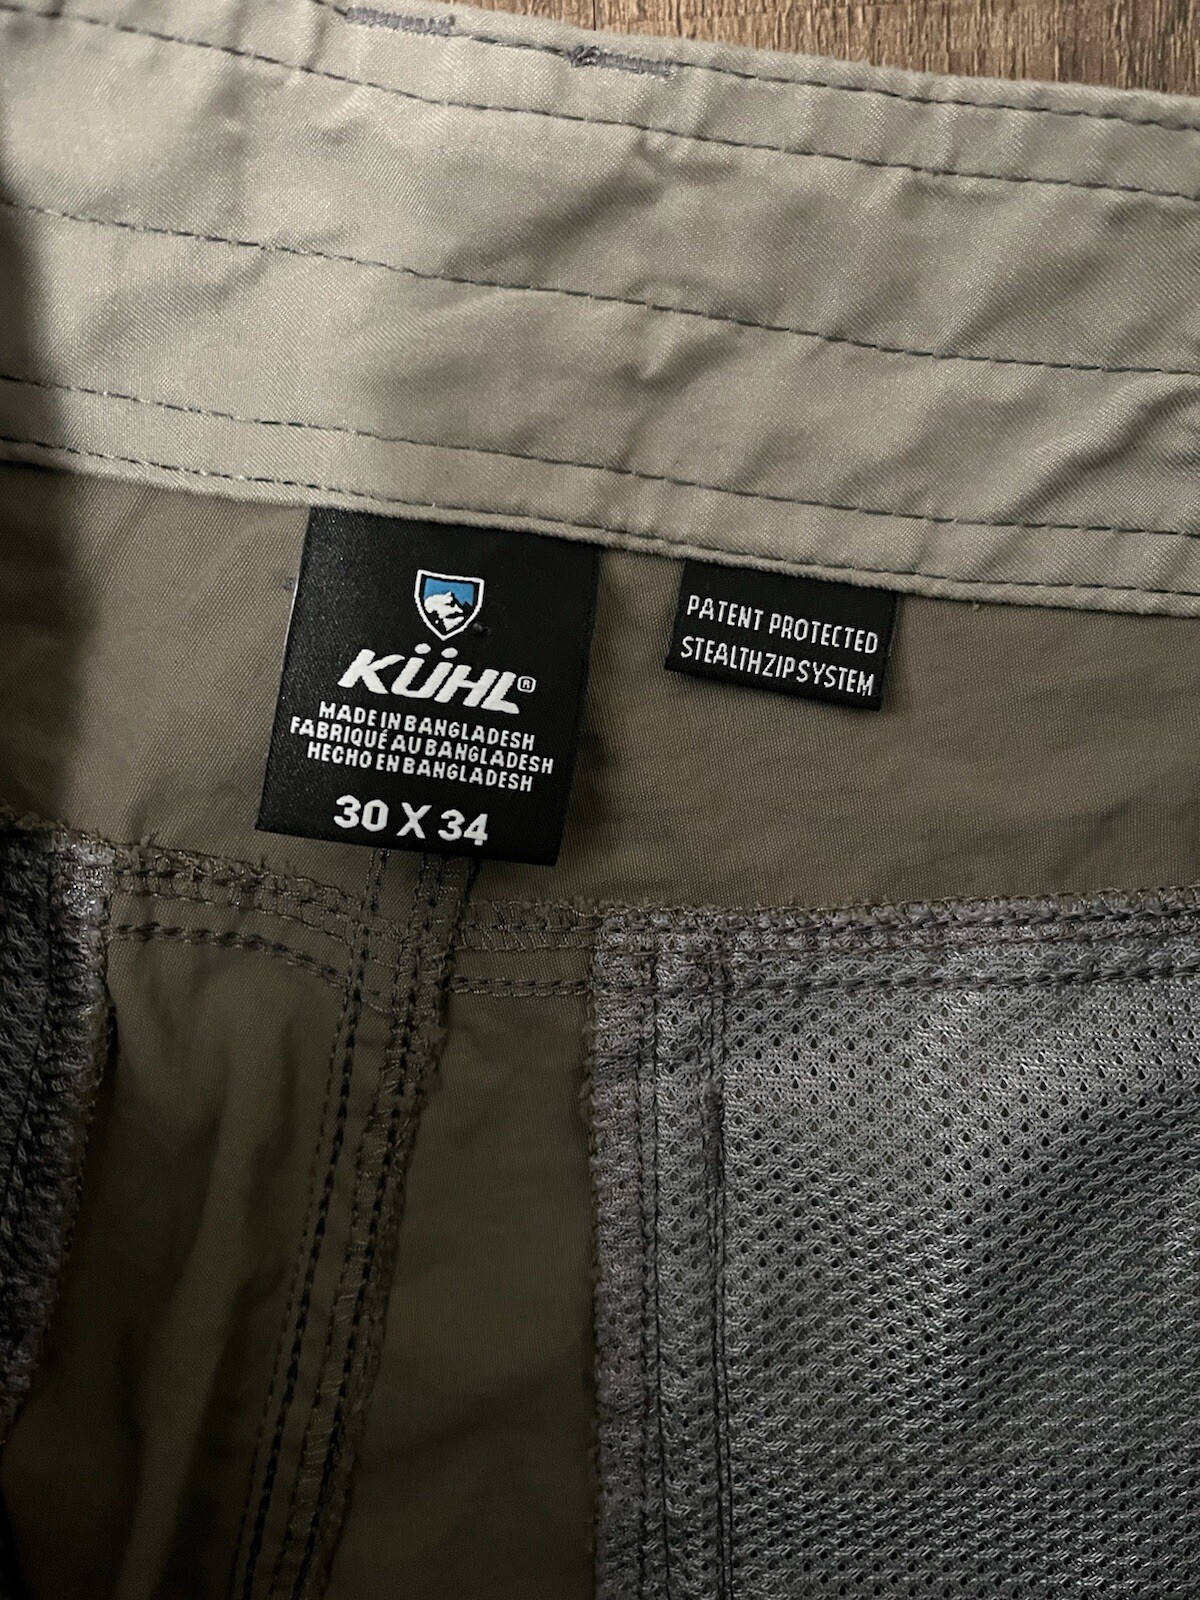 KÜHL®
MADE IN BANGLADESH
FABRIQUÉ AU BANGLADESH
HECHO EN BANGLADESH
30 X 34
PATENT PROTECTED
STEALTHZIPSYSTEM